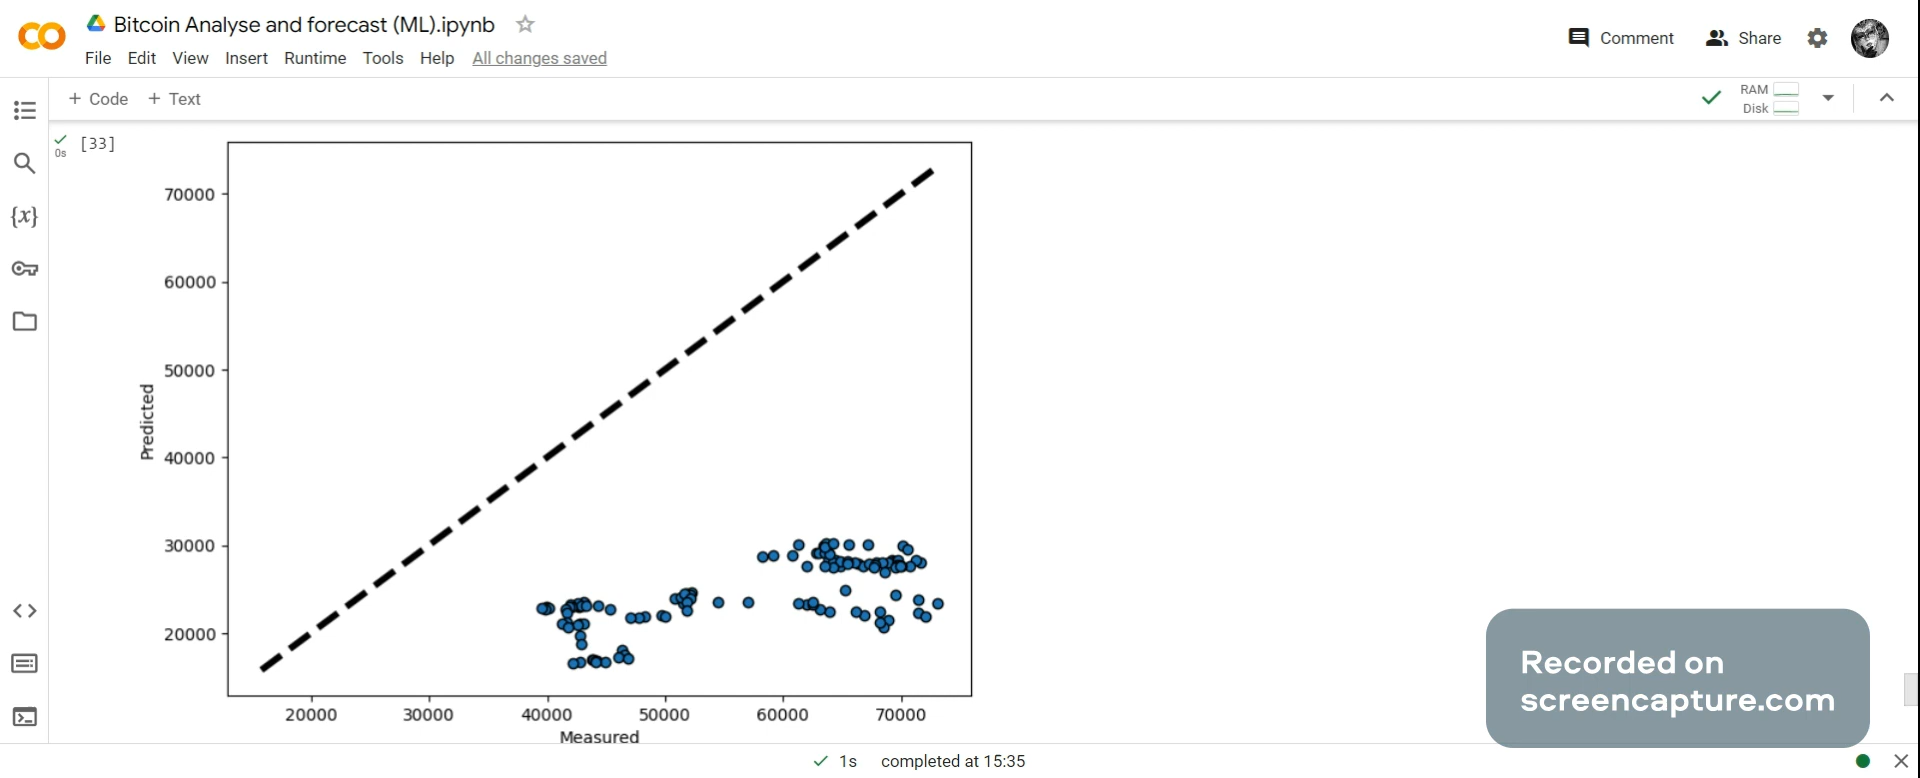 Bitcoin Analyse and forecast (ML).ipynb
File Edit View Insert Runtime Tools Help All changes saved
Comment
Share
+ Code + Text
RAM
Disk
0s
[33]
{x}
70000
60000
50000
40000
30000
20000
Predicted
20000 30000 40000 50000 60000 70000
Measured
Recorded on
screencapture.com
1s completed at 15:35